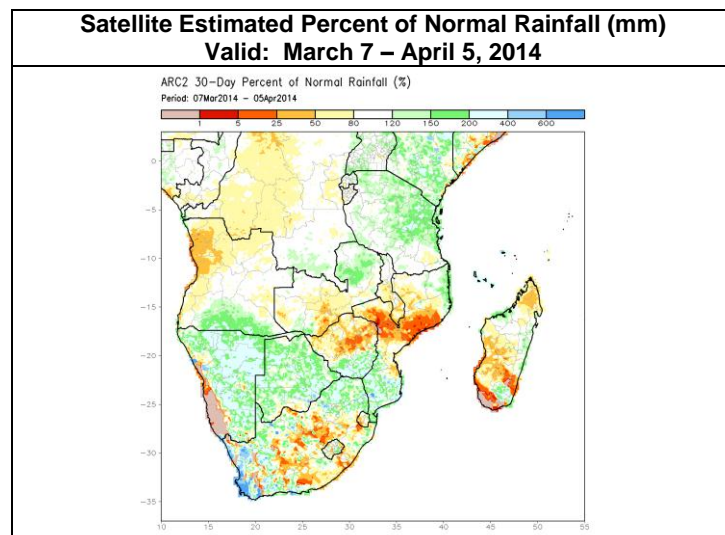 Satellite Estimated Percent of Normal Rainfall (mm)
Valid:  March 7 – April 5, 2014
ARC2 30-Day Percent of Normal Rainfall (%)
Period: 07Mar2014 – 05Apr2014
1 5 25 50 80 120 150 200 400 600
0
-5
-10
-15
-20
-25
-30
-35
10 15 20 25 30 35 40 45 50 55